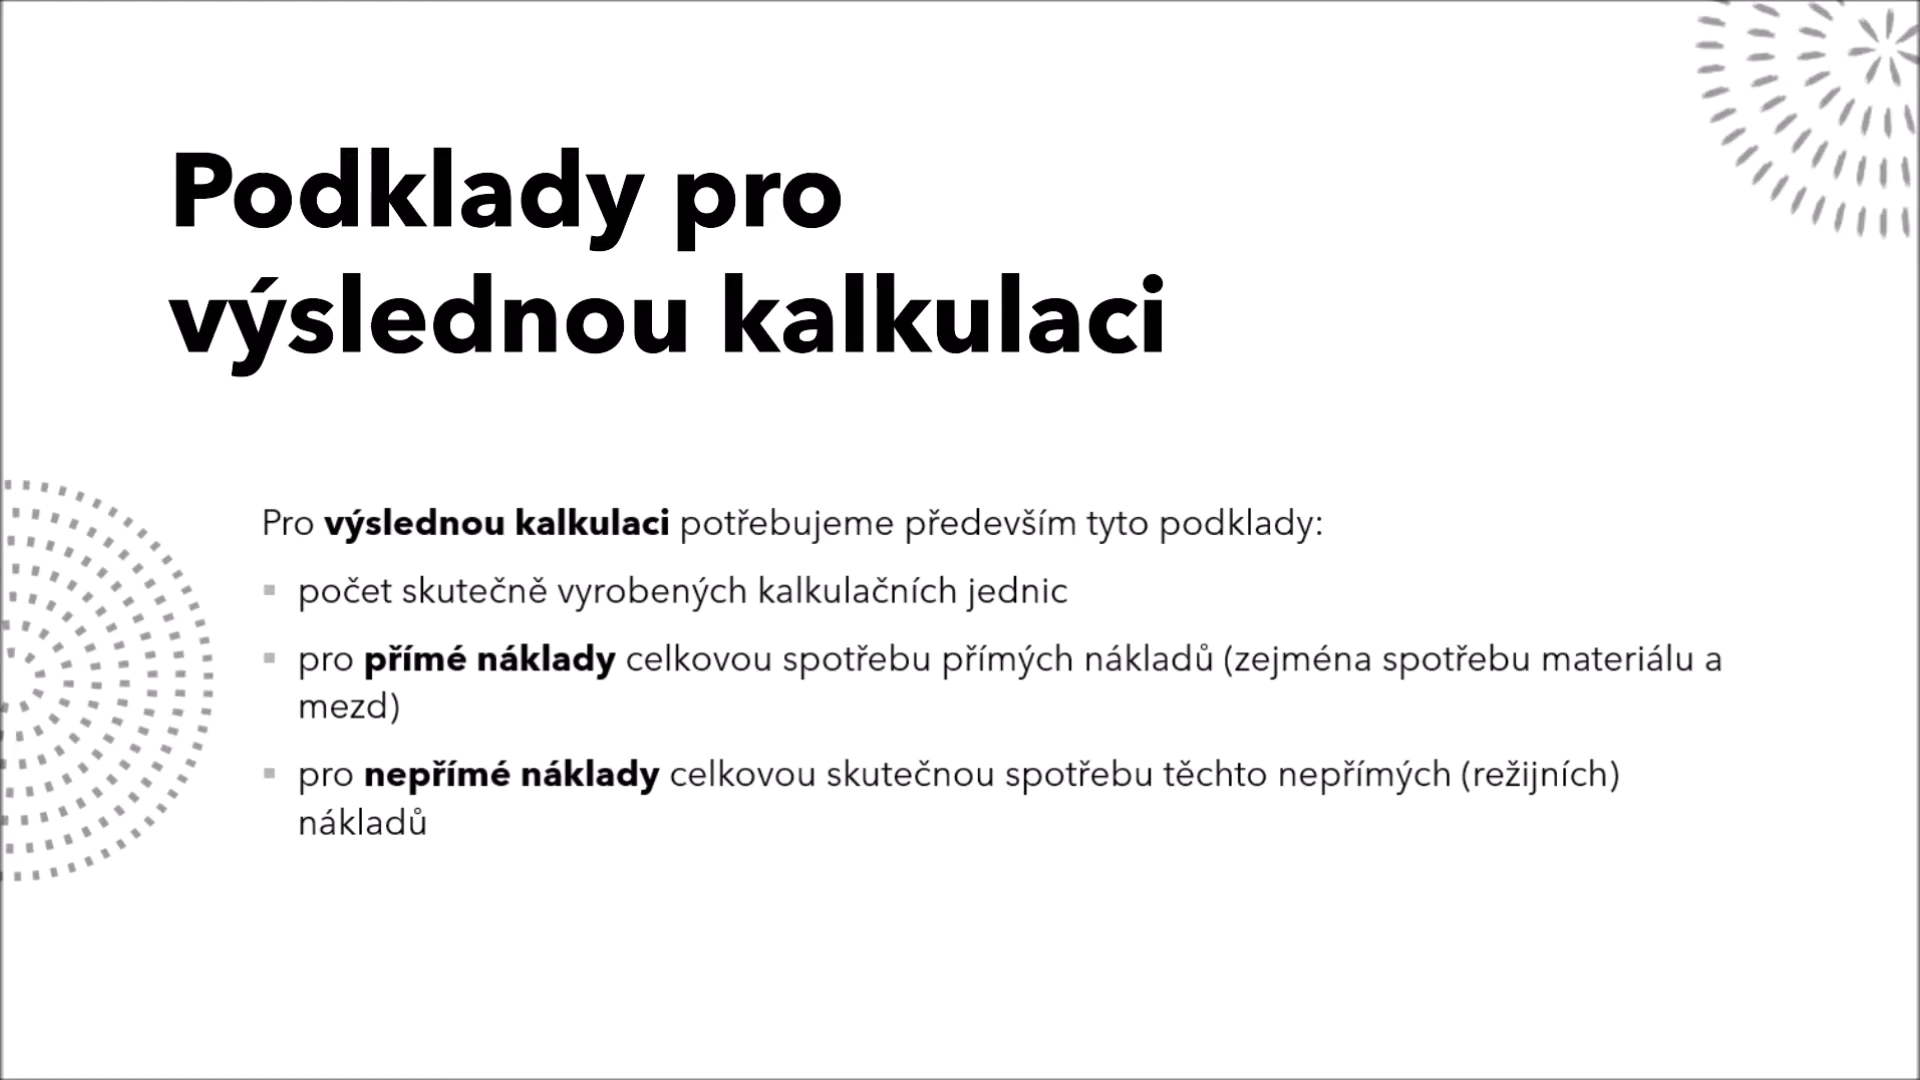 Podklady pro
výslednou kalkulaci
Pro výslednou kalkulaci potřebujeme především tyto podklady:
▪ počet skutečně vyrobených kalkulačních jednic
▪ pro přímé náklady celkovou spotřebu přímých nákladů (zejména spotřebu materiálu a
mezd)
▪ pro nepřímé náklady celkovou skutečnou spotřebu těchto nepřímých (režijních)
nákladů